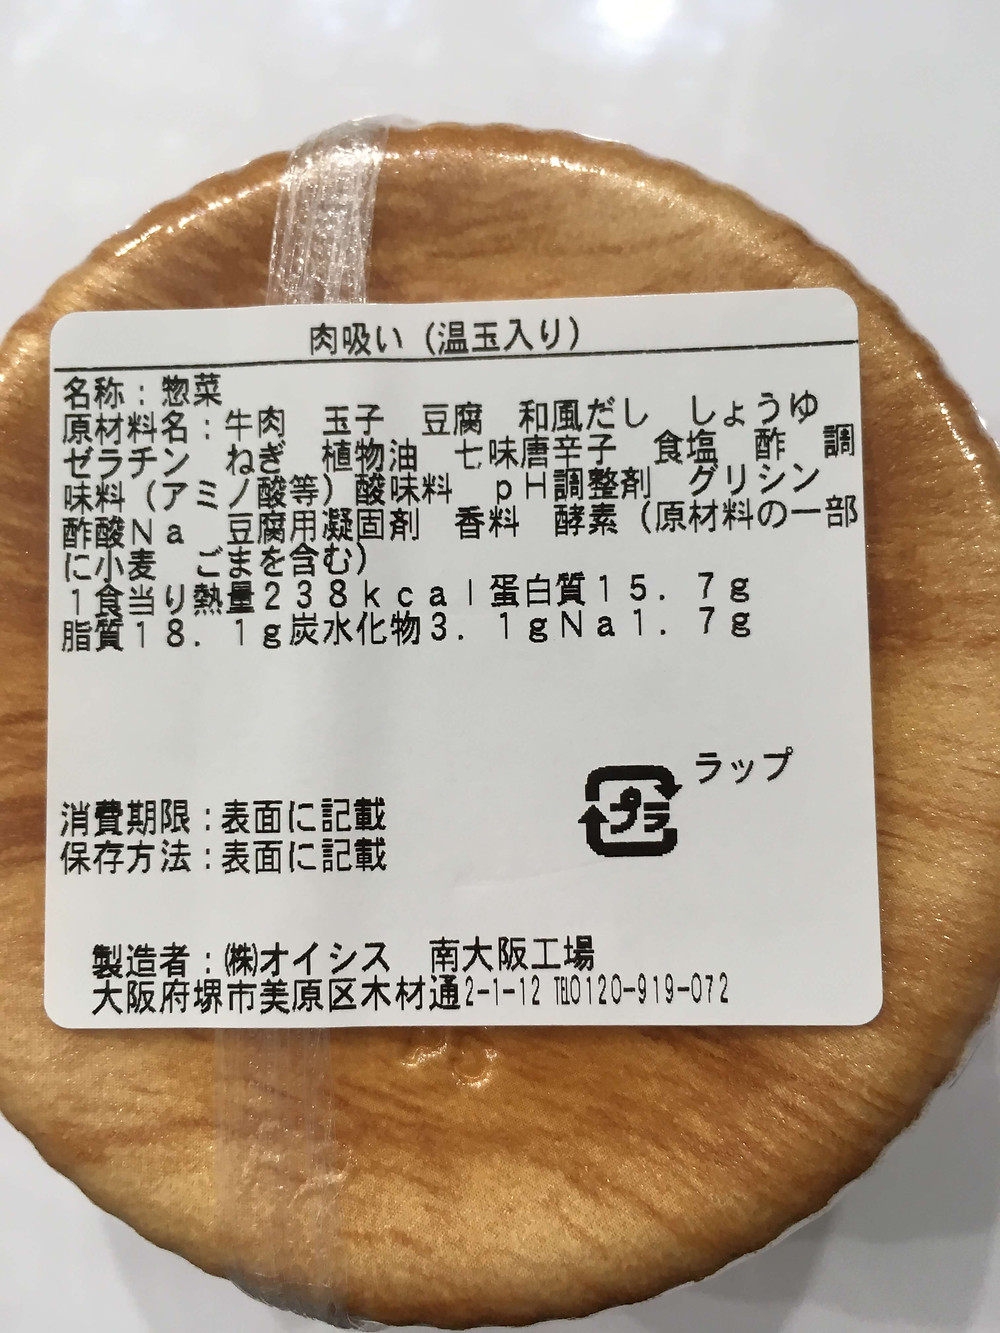 肉吸い（温玉入り）
名称：惣菜
原材料名：牛肉　玉子　豆腐　和風だし　しょうゆ
ゼラチン　ねぎ　植物油　七味唐辛子　食塩　酢　調
味料（アミノ酸等）酸味料　ｐＨ調整剤　グリシン
酢酸Ｎａ　豆腐用凝固剤　香料　酵素（原材料の一部
に小麦　ごまを含む）
１食当り熱量２３８ｋｃａｌ蛋白質１５．７ｇ
脂質１８．１ｇ炭水化物３．１ｇＮａ１．７ｇ
ラップ
プラ
消費期限：表面に記載
保存方法：表面に記載
製造者：㈱オイシス　南大阪工場
大阪府堺市美原区木材通2-1-12 ℡0120-919-072